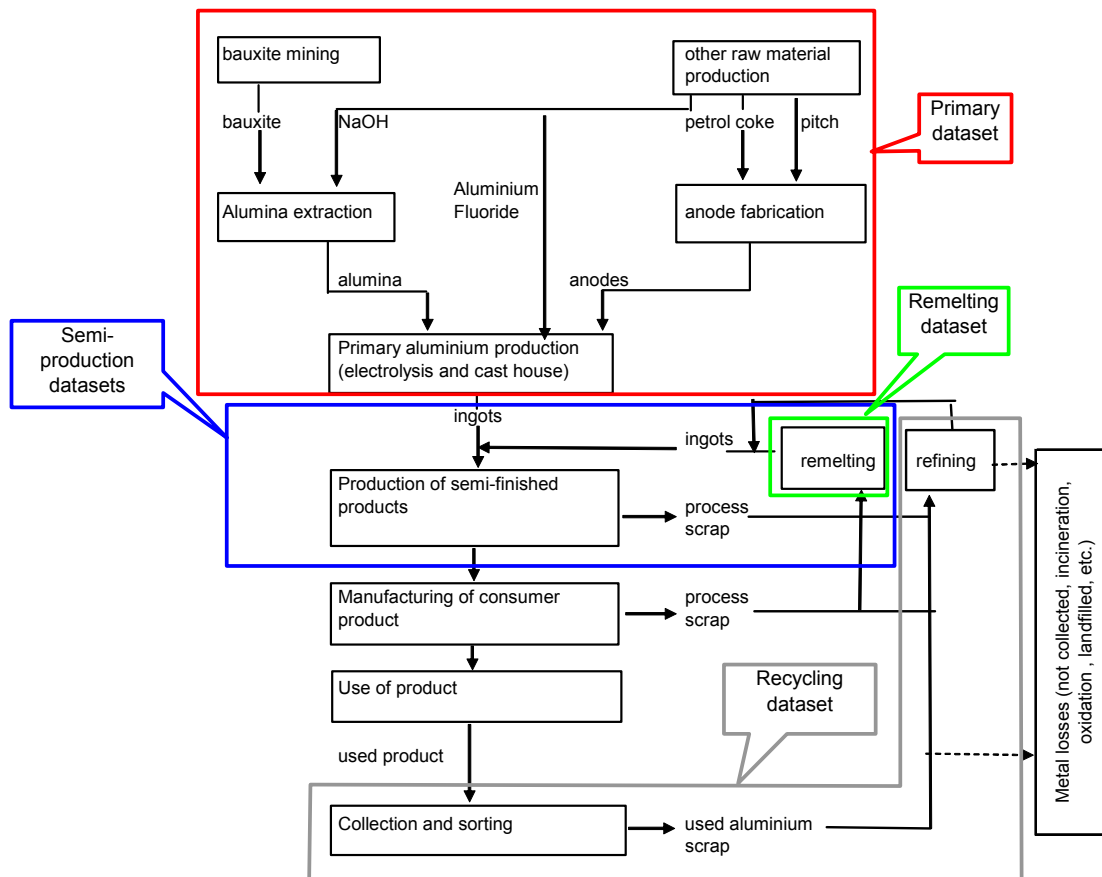 bauxite mining
other raw material
production
Primary
dataset
bauxite
NaOH
petrol coke
pitch
Aluminium
Fluoride
Alumina extraction
anode fabrication
alumina
anodes
Remelting
dataset
Semi-
production
datasets
Primary aluminium production
(electrolysis and cast house)
ingots
ingots
remelting
refining
Production of semi-finished
products
process
scrap
Manufacturing of consumer
product
process
scrap
Metal losses (not collected, incineration,
oxidation , landfilled, etc.)
Recycling
dataset
Use of product
used product
Collection and sorting
used aluminium
scrap